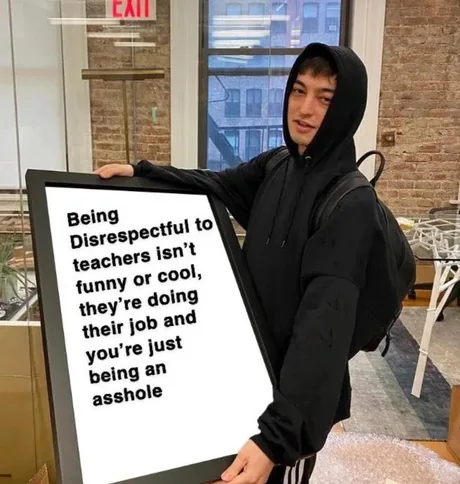 EXIT
Being
Disrespectful to
teachers isn't
funny or cool,
they're doing
their job and
you're just
being an
asshole